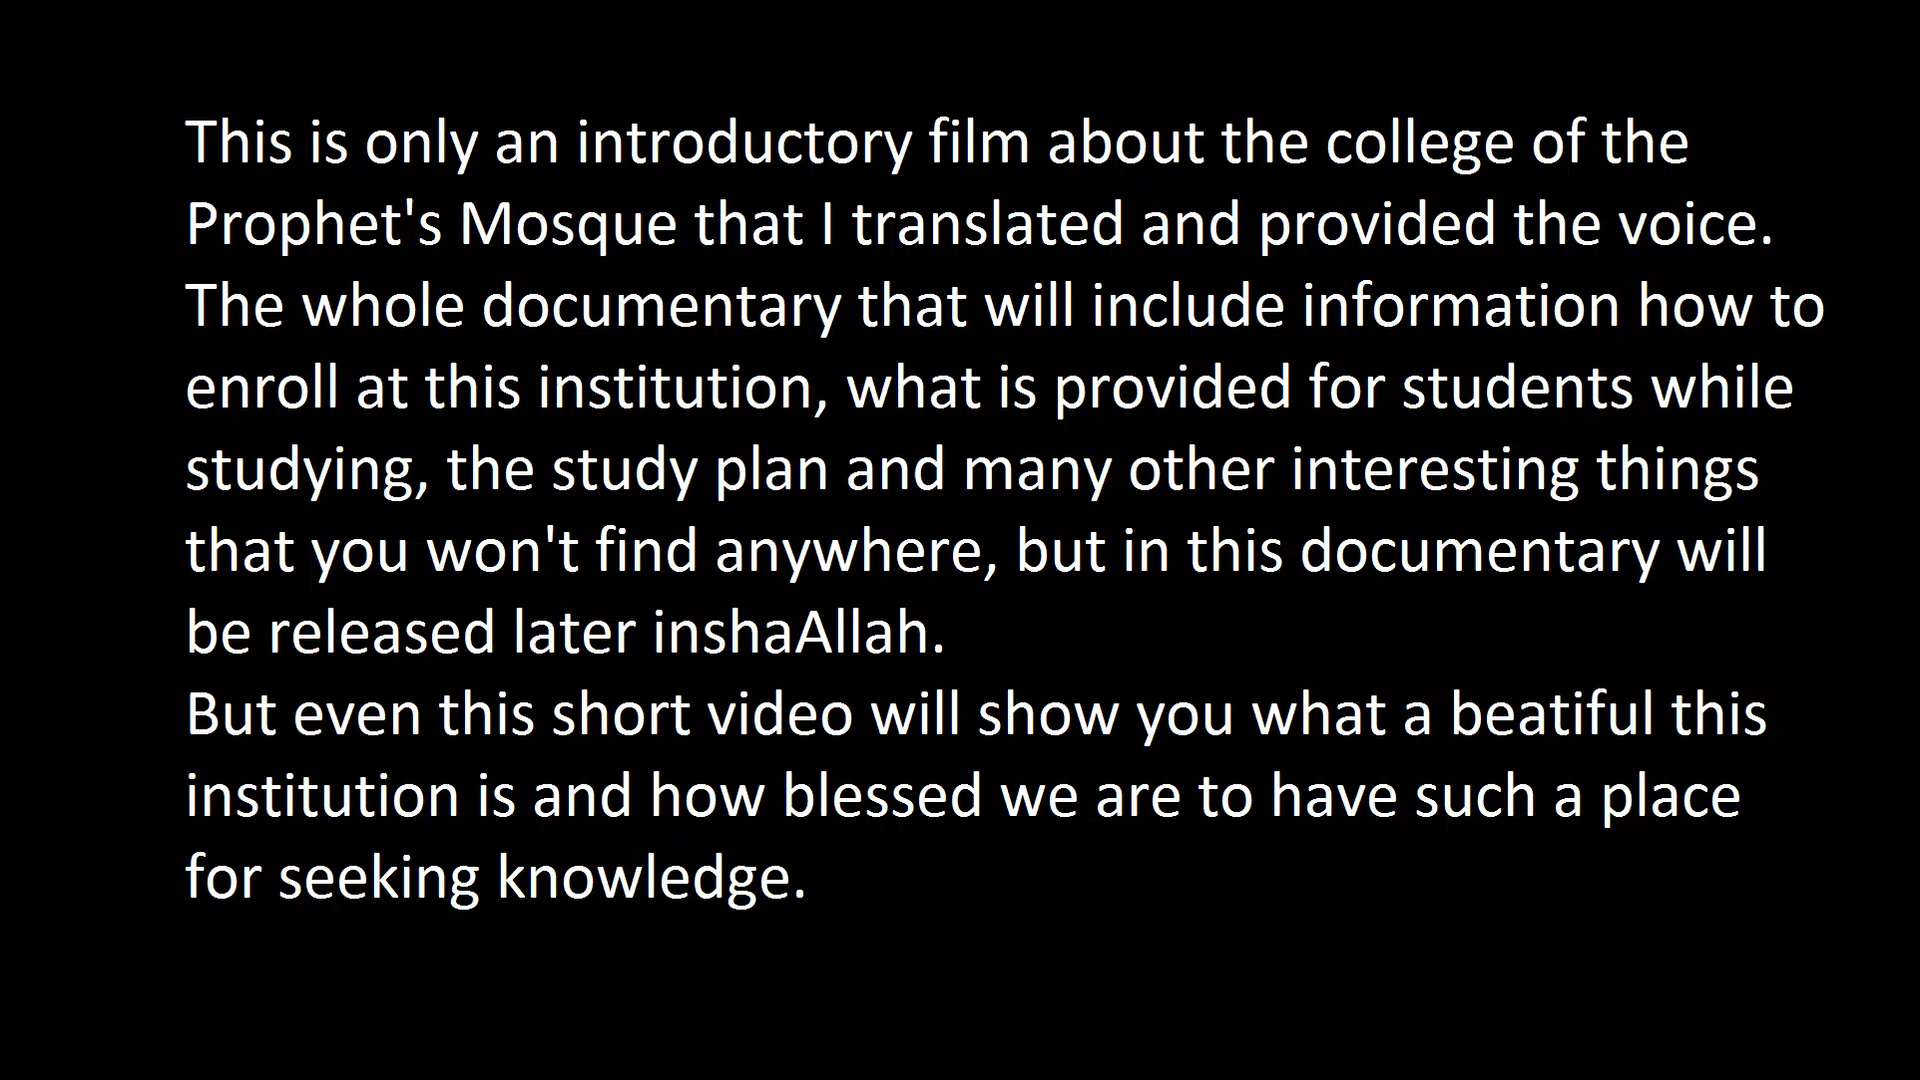 This is only an introductory film about the college of the
Prophet's Mosque that I translated and provided the voice.
The whole documentary that will include information how to
enroll at this institution, what is provided for students while
studying, the study plan and many other interesting things
that you won't find anywhere, but in this documentary will
be released later inshaAllah.
But even this short video will show you what a beatiful this
institution is and how blessed we are to have such a place
for seeking knowledge.